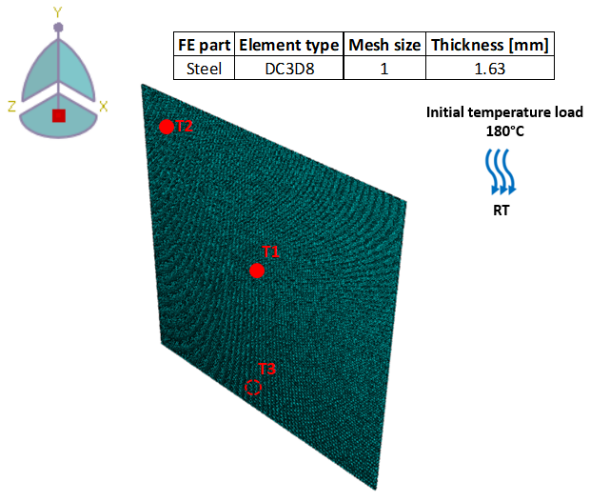 Y
Z
X
FE part Element type Mesh size Thickness [mm]
Steel DC3D8 1 1.63
Initial temperature load
180°C
RT
T2
T1
T3